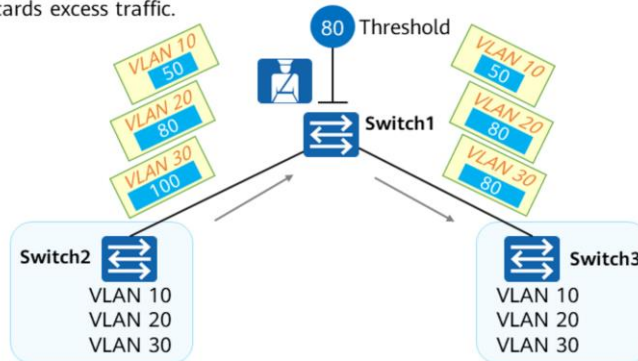 cards excess traffic.
80 Threshold
VLAN 10
50
VLAN 20
80
VLAN 30
100
VLAN 10
50
VLAN 20
80
VLAN 30
80
Switch1
Switch2
VLAN 10
VLAN 20
VLAN 30
Switch3
VLAN 10
VLAN 20
VLAN 30